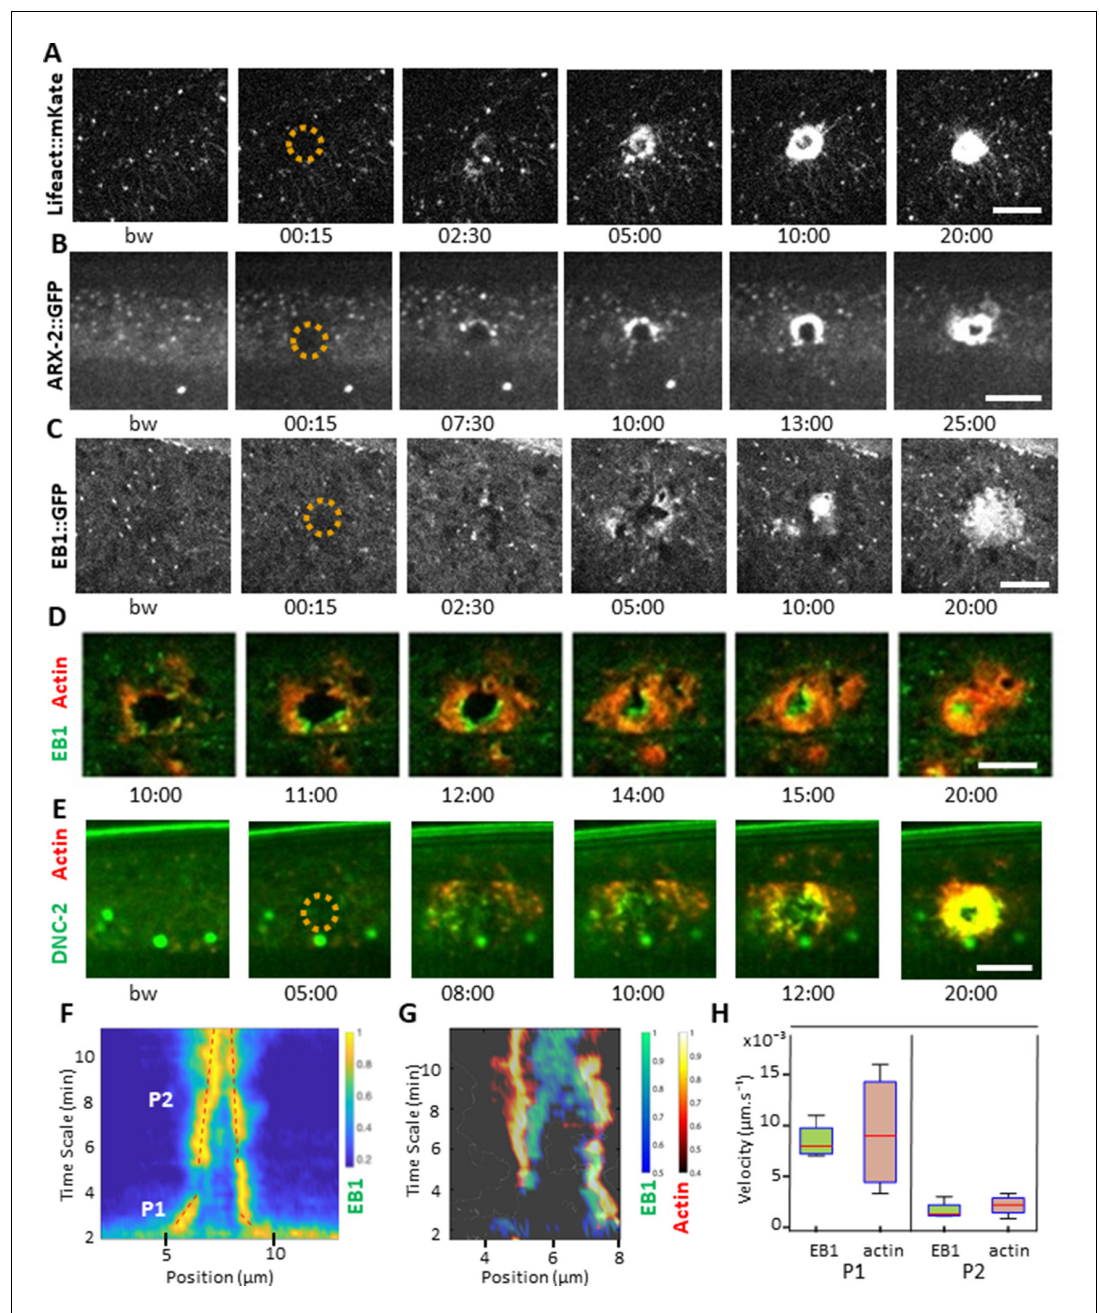 A
Lifeact::mKate
bw 00:15 02:30 05:00 10:00 20:00
B
ARX-2::GFP
bw 00:15 07:30 10:00 13:00 25:00
C
EB1::GFP
bw 00:15 02:30 05:00 10:00 20:00
D
EB1 Actin
10:00 11:00 12:00 14:00 15:00 20:00
E
DNC-2 Actin
bw 05:00 08:00 10:00 12:00 20:00
F
Time Scale (min)
10
8
6
4
2
P2
P1
5 10
Position (µm)
1
0.8
0.6
0.4
0.2
EB1
G
Time Scale (min)
10
8
6
4
2
4 6 8
Position (µm)
1
0.9
0.8
0.7
0.6
0.5
EB1
1
0.9
0.8
0.7
0.6
0.5
0.4
Actin
H
x10⁻³
Velocity (µm.s⁻¹)
15
10
5
0
EB1 actin EB1 actin
P1 P2